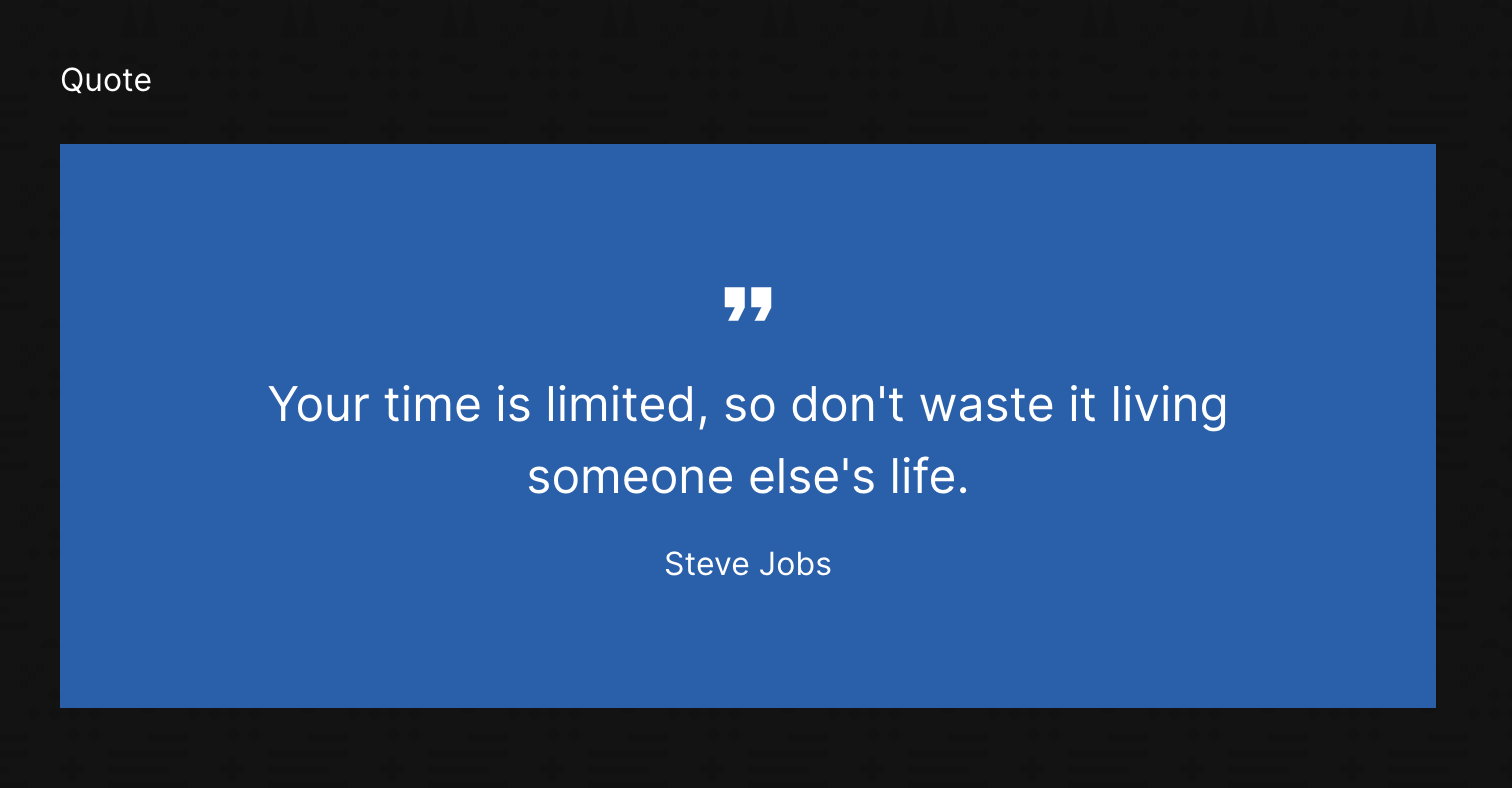 Quote
❞
Your time is limited, so don't waste it living
someone else's life.
Steve Jobs